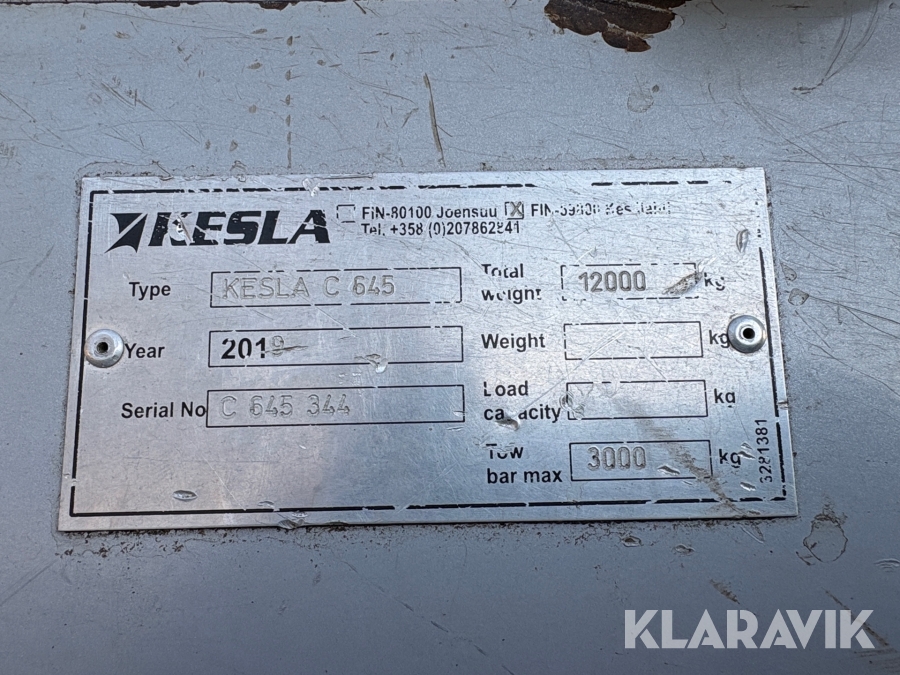 KESLA
FIN-80100 Joensuu
Tel. +358 (0)207862841
Type KESLA C 645
Total weight 12000 kg
Year 2019
Weight kg
Serial No C 645 344
Load capacity kg
Tow bar max 3000 kg
6281381
KLARAVIK